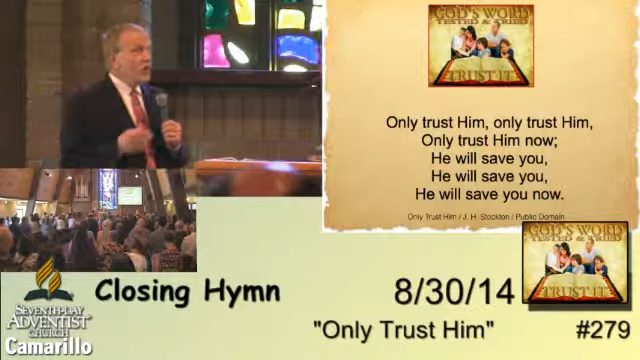 GOD'S WORD
TESTED & TRIED
TRUST IT
Only trust Him, only trust Him,
Only trust Him now;
He will save you,
He will save you,
He will save you now.
Only Trust Him / J. H. Stockton / Public Domain
GOD'S WORD
TESTED & TRIED
TRUST IT
Closing Hymn
8/30/14
SEVENTH-DAY
ADVENTIST
CHURCH
Camarillo
"Only Trust Him"
#279